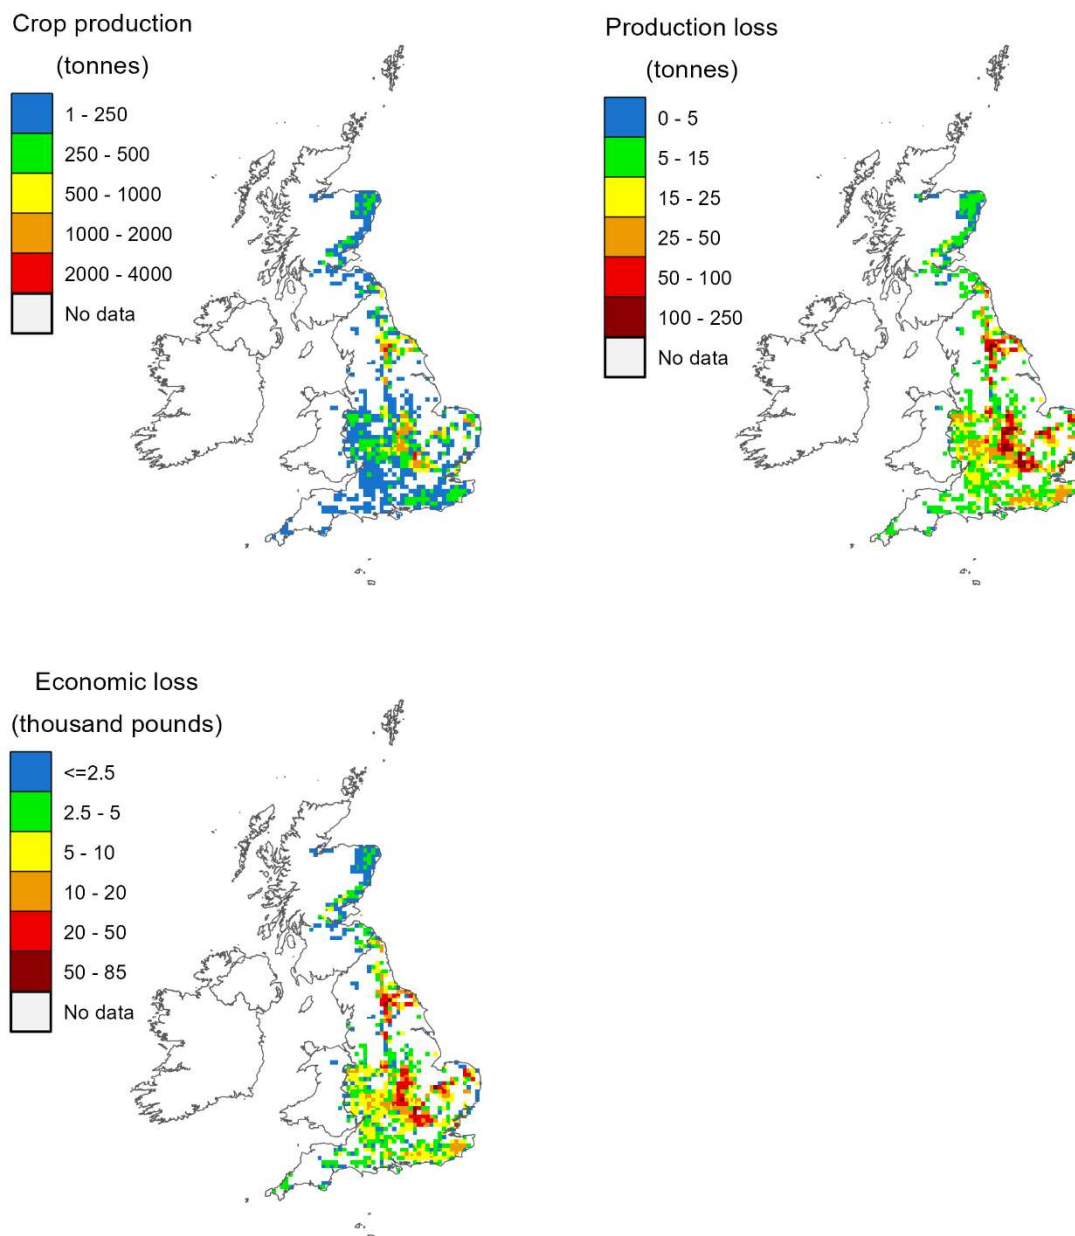 Crop production
(tonnes)
1 - 250
250 - 500
500 - 1000
1000 - 2000
2000 - 4000
No data
Production loss
(tonnes)
0 - 5
5 - 15
15 - 25
25 - 50
50 - 100
100 - 250
No data
Economic loss
(thousand pounds)
<=2.5
2.5 - 5
5 - 10
10 - 20
20 - 50
50 - 85
No data